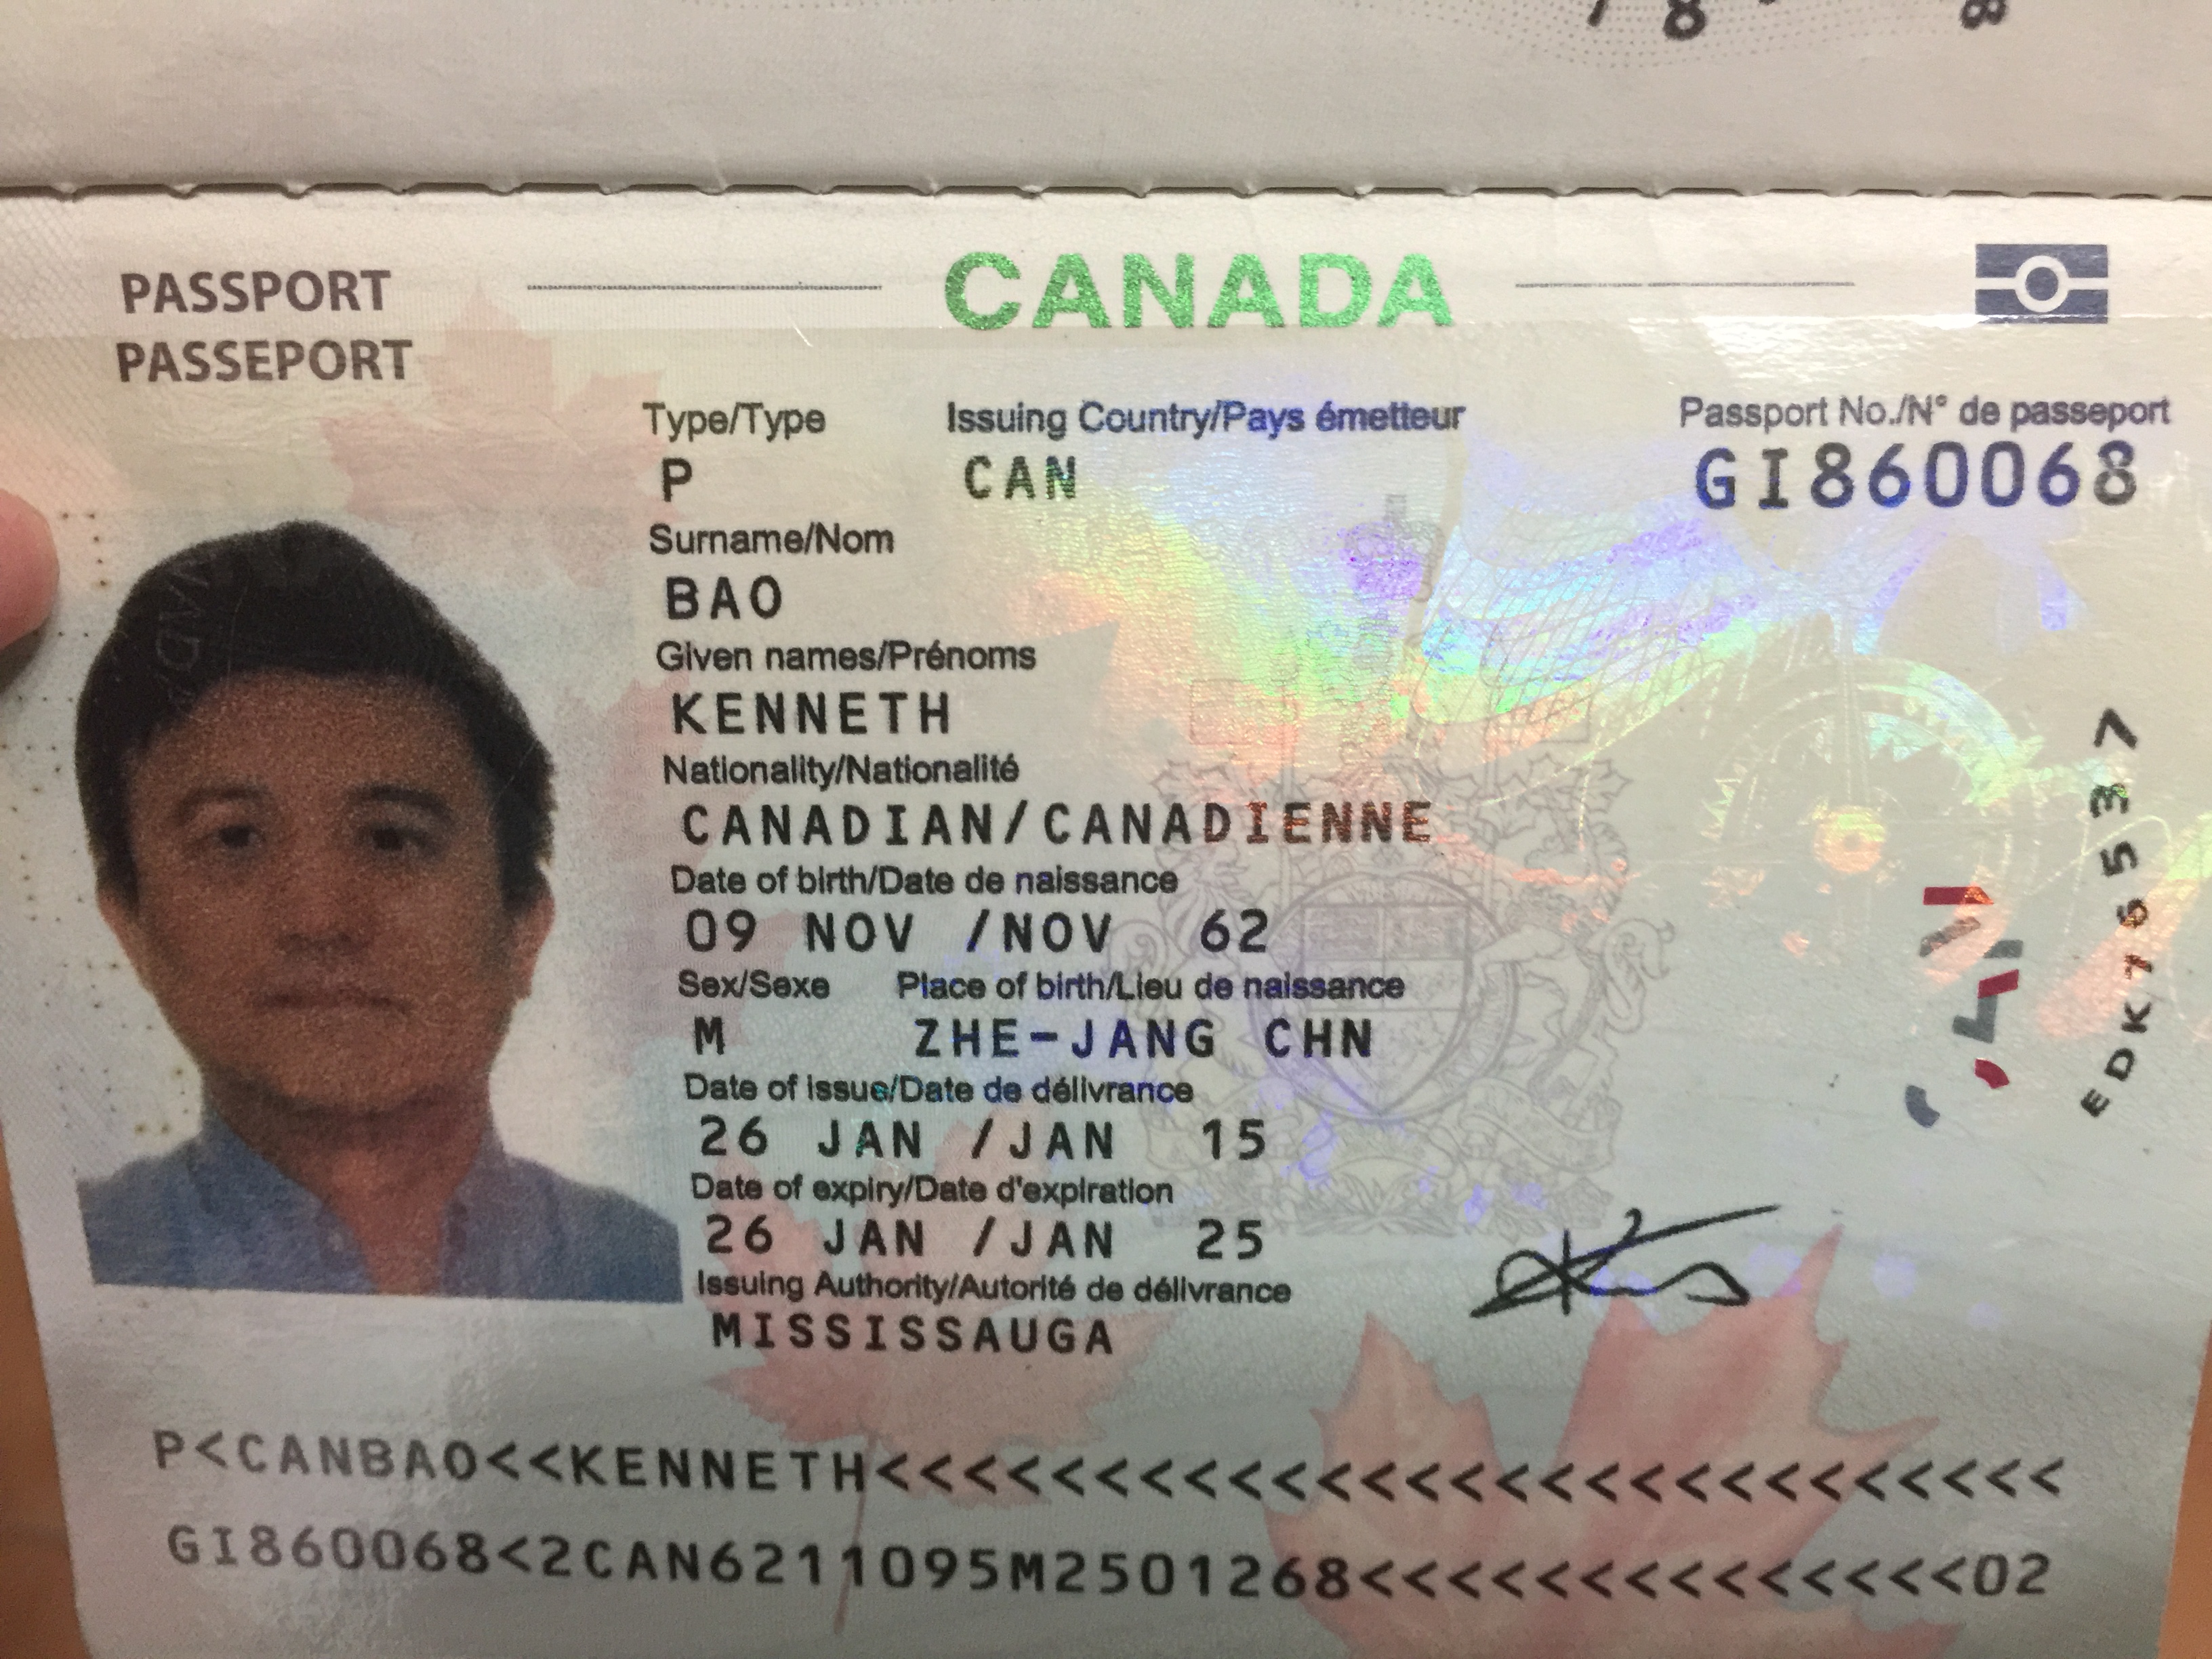 PASSPORT
PASSEPORT
CANADA
Type/Type Issuing Country/Pays émetteur Passport No./N° de passeport
P CAN GI860068
Surname/Nom
BAO
Given names/Prénoms
KENNETH
Nationality/Nationalité
CANADIAN/CANADIENNE
Date of birth/Date de naissance
09 NOV /NOV 62
Sex/Sexe Place of birth/Lieu de naissance
M ZHE-JANG CHN
Date of issue/Date de délivrance
26 JAN /JAN 15
Date of expiry/Date d'expiration
26 JAN /JAN 25
Issuing Authority/Autorité de délivrance
MISSISSAUGA
EDK76537
P<CANBAO<<KENNETH<<<<<<<<<<<<<<<<<<<<<<<<<<<
GI860068<2CAN6211095M2501268<<<<<<<<<<<<<<02